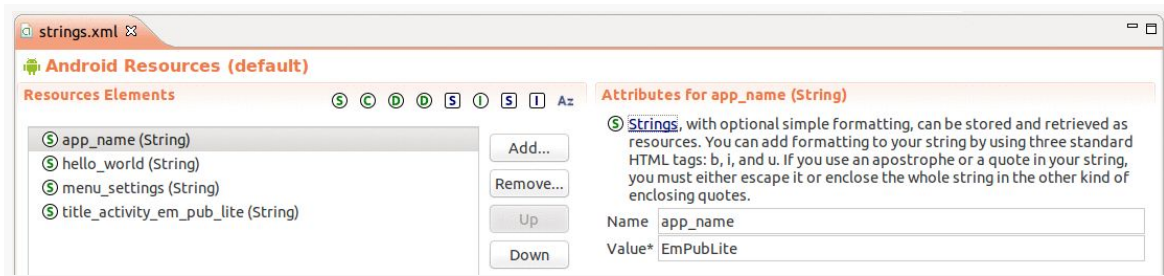 strings.xml
Android Resources (default)
Resources Elements
S C D D S I S I Az
app_name (String)
hello_world (String)
menu_settings (String)
title_activity_em_pub_lite (String)
Add...
Remove...
Up
Down
Attributes for app_name (String)
S Strings, with optional simple formatting, can be stored and retrieved as
resources. You can add formatting to your string by using three standard
HTML tags: b, i, and u. If you use an apostrophe or a quote in your string,
you must either escape it or enclose the whole string in the other kind of
enclosing quotes.
Name app_name
Value* EmPubLite